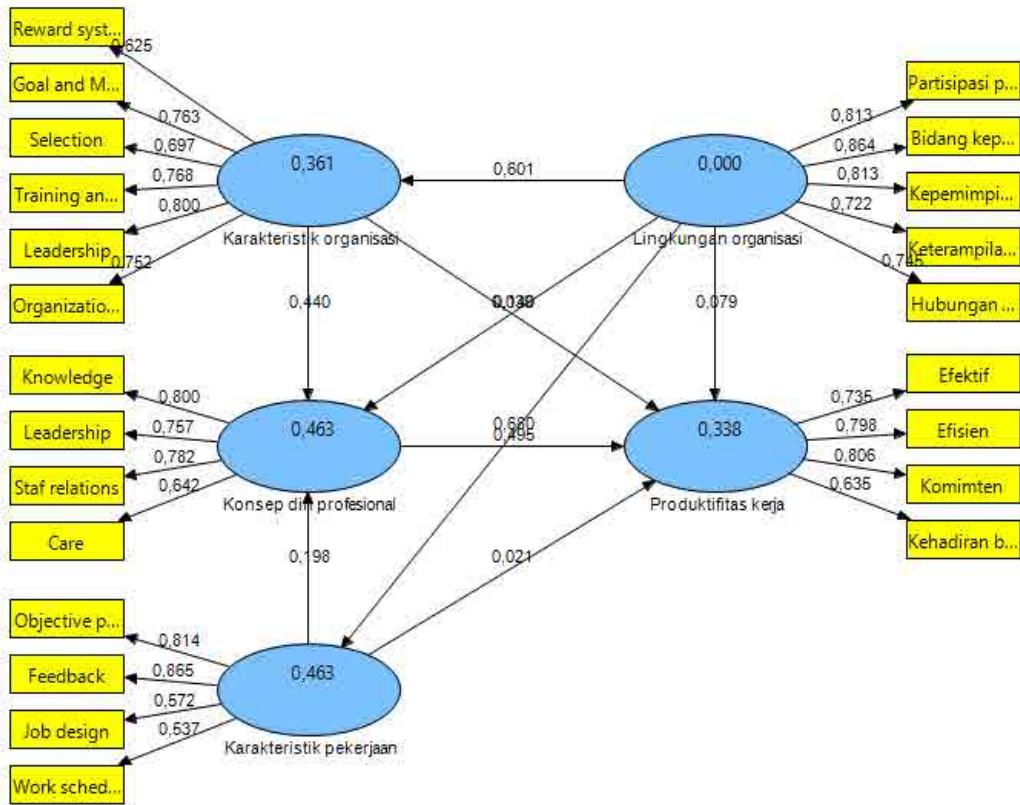 Reward syst...
0,625
Goal and M...
0,763
Selection
0,697
Training an...
0,768
Leadership
0,800
Organizatio...
0,752
0,361
Karakteristik organisasi
0,601
0,000
Lingkungan organisasi
Partisipasi p...
0,813
Bidang kep...
0,864
Kepemimpi...
0,813
Keterampila...
0,722
Hubungan ...
0,745
0,440
0,079
Knowledge
0,800
Leadership
0,757
Staf relations
0,782
Care
0,642
0,463
Konsep diri profesional
0,680
0,495
0,338
Produktifitas kerja
Efektif
0,735
Efisien
0,798
Komimten
0,806
Kehadiran b...
0,635
0,198
0,021
Objective p...
0,814
Feedback
0,865
Job design
0,572
Work sched...
0,537
0,463
Karakteristik pekerjaan